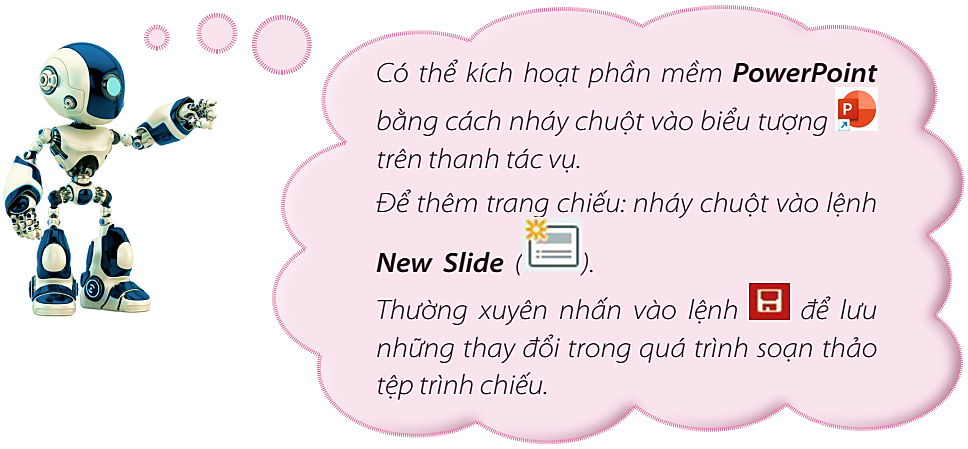 Có thể kích hoạt phần mềm PowerPoint
bằng cách nháy chuột vào biểu tượng P
trên thanh tác vụ.
Để thêm trang chiếu: nháy chuột vào lệnh
New Slide ( ).
Thường xuyên nhấn vào lệnh để lưu
những thay đổi trong quá trình soạn thảo
tệp trình chiếu.